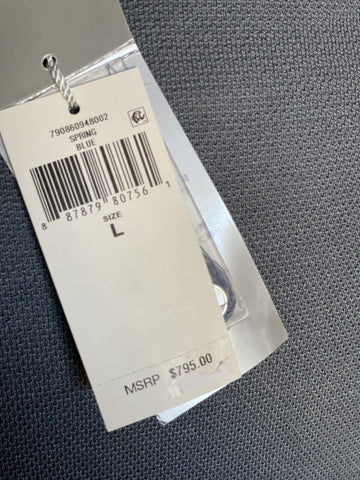 790860948002
SPRING
BLUE
8 87879 80756 1
SIZE
L
MSRP $795.00